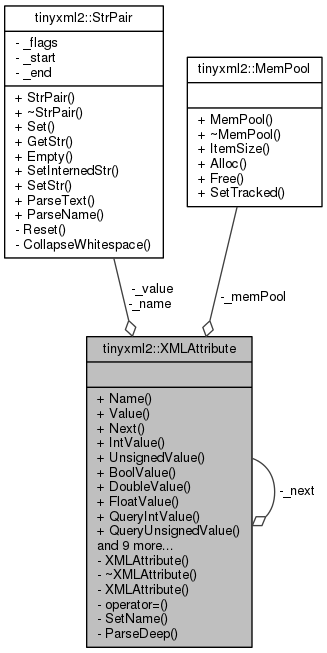 tinyxml2::StrPair
- _flags
- _start
- _end
+ StrPair()
+ ~StrPair()
+ Set()
+ GetStr()
+ Empty()
+ SetInternedStr()
+ SetStr()
+ ParseText()
+ ParseName()
- Reset()
- CollapseWhitespace()
tinyxml2::MemPool
+ MemPool()
+ ~MemPool()
+ ItemSize()
+ Alloc()
+ Free()
+ SetTracked()
-_value
-_name
-_memPool
tinyxml2::XMLAttribute
+ Name()
+ Value()
+ Next()
+ IntValue()
+ UnsignedValue()
+ BoolValue()
+ DoubleValue()
+ FloatValue()
+ QueryIntValue()
+ QueryUnsignedValue()
and 9 more...
- XMLAttribute()
- ~XMLAttribute()
- XMLAttribute()
- operator=()
- SetName()
- ParseDeep()
-_next